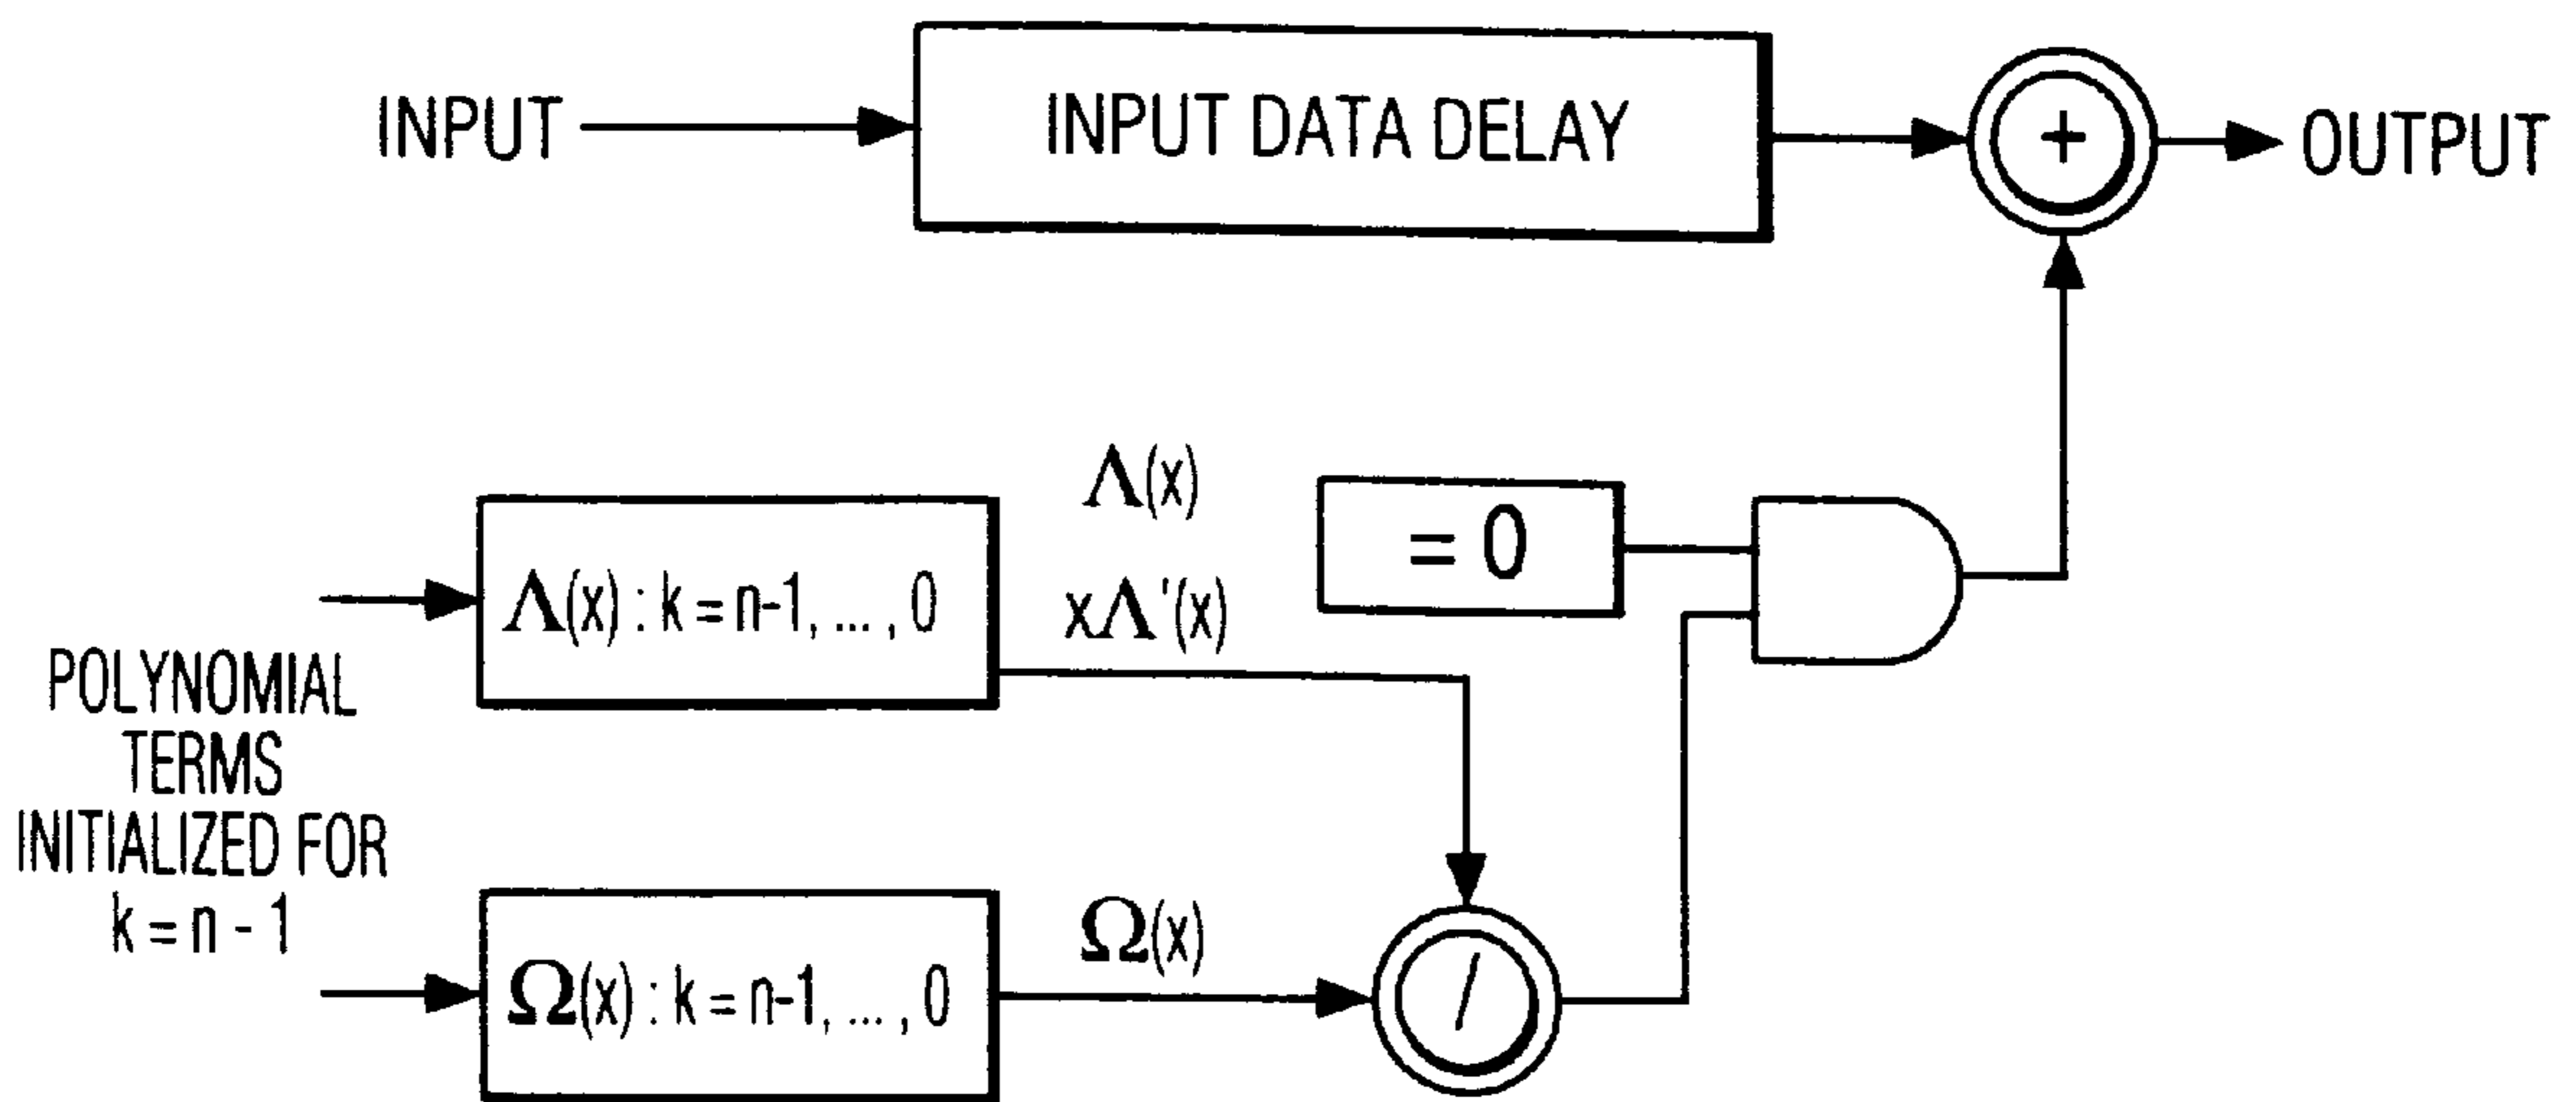 INPUT
INPUT DATA DELAY
+
OUTPUT
Λ(x)
= 0
Λ(x) : k = n-1, ... , 0
xΛ'(x)
POLYNOMIAL
TERMS
INITIALIZED FOR
k = n - 1
Ω(x)
Ω(x) : k = n-1, ... , 0
/